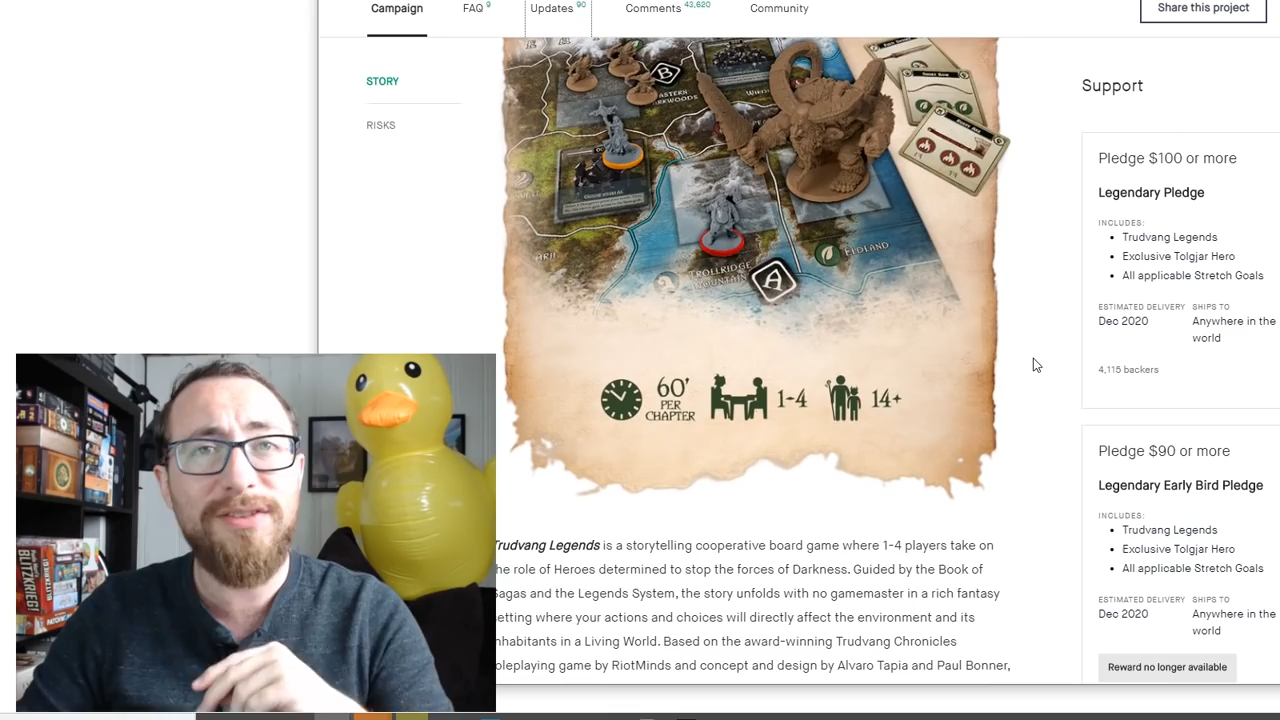 Campaign
FAQ 9
Updates 90
Comments 43,620
Community
Share this project
STORY
RISKS
B
EASTERN
DARKWOODS
TROLLRIDGE
MOUNTAIN
A
ELDLAND
60'
PER
CHAPTER
1-4
14+
Trudvang Legends is a storytelling cooperative board game where 1-4 players take on
the role of Heroes determined to stop the forces of Darkness. Guided by the Book of
Sagas and the Legends System, the story unfolds with no gamemaster in a rich fantasy
setting where your actions and choices will directly affect the environment and its
inhabitants in a Living World. Based on the award-winning Trudvang Chronicles
roleplaying game by RiotMinds and concept and design by Alvaro Tapia and Paul Bonner,
Support
Pledge $100 or more
Legendary Pledge
INCLUDES:
• Trudvang Legends
• Exclusive Tolgjar Hero
• All applicable Stretch Goals
ESTIMATED DELIVERY SHIPS TO
Dec 2020 Anywhere in the
world
4,115 backers
Pledge $90 or more
Legendary Early Bird Pledge
INCLUDES:
• Trudvang Legends
• Exclusive Tolgjar Hero
• All applicable Stretch Goals
ESTIMATED DELIVERY SHIPS TO
Dec 2020 Anywhere in the
world
Reward no longer available
BLITZKRIEG!